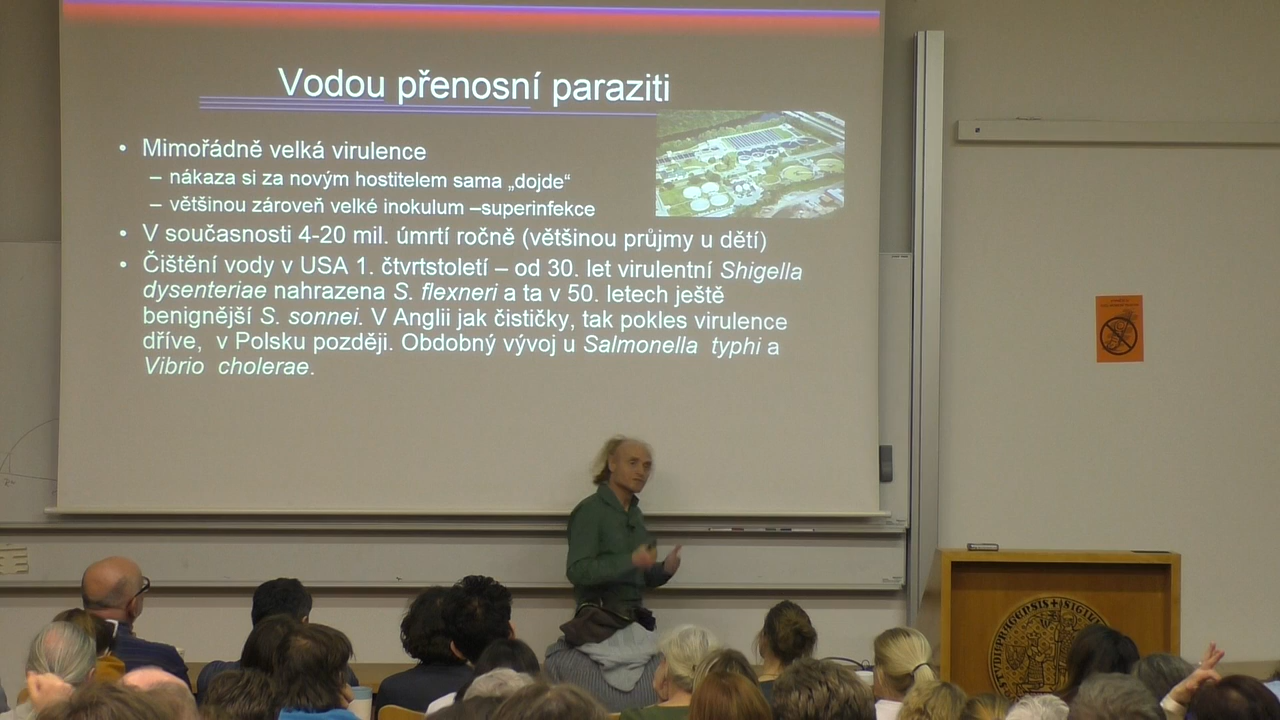 Vodou přenosní paraziti
• Mimořádně velká virulence
– nákaza si za novým hostitelem sama „dojde“
– většinou zároveň velké inokulum –superinfekce
• V současnosti 4-20 mil. úmrtí ročně (většinou průjmy u dětí)
• Čištění vody v USA 1. čtvrtstoletí – od 30. let virulentní Shigella
dysenteriae nahrazena S. flexneri a ta v 50. letech ještě
benignější S. sonnei. V Anglii jak čističky, tak pokles virulence
dříve, v Polsku později. Obdobný vývoj u Salmonella typhi a
Vibrio cholerae.